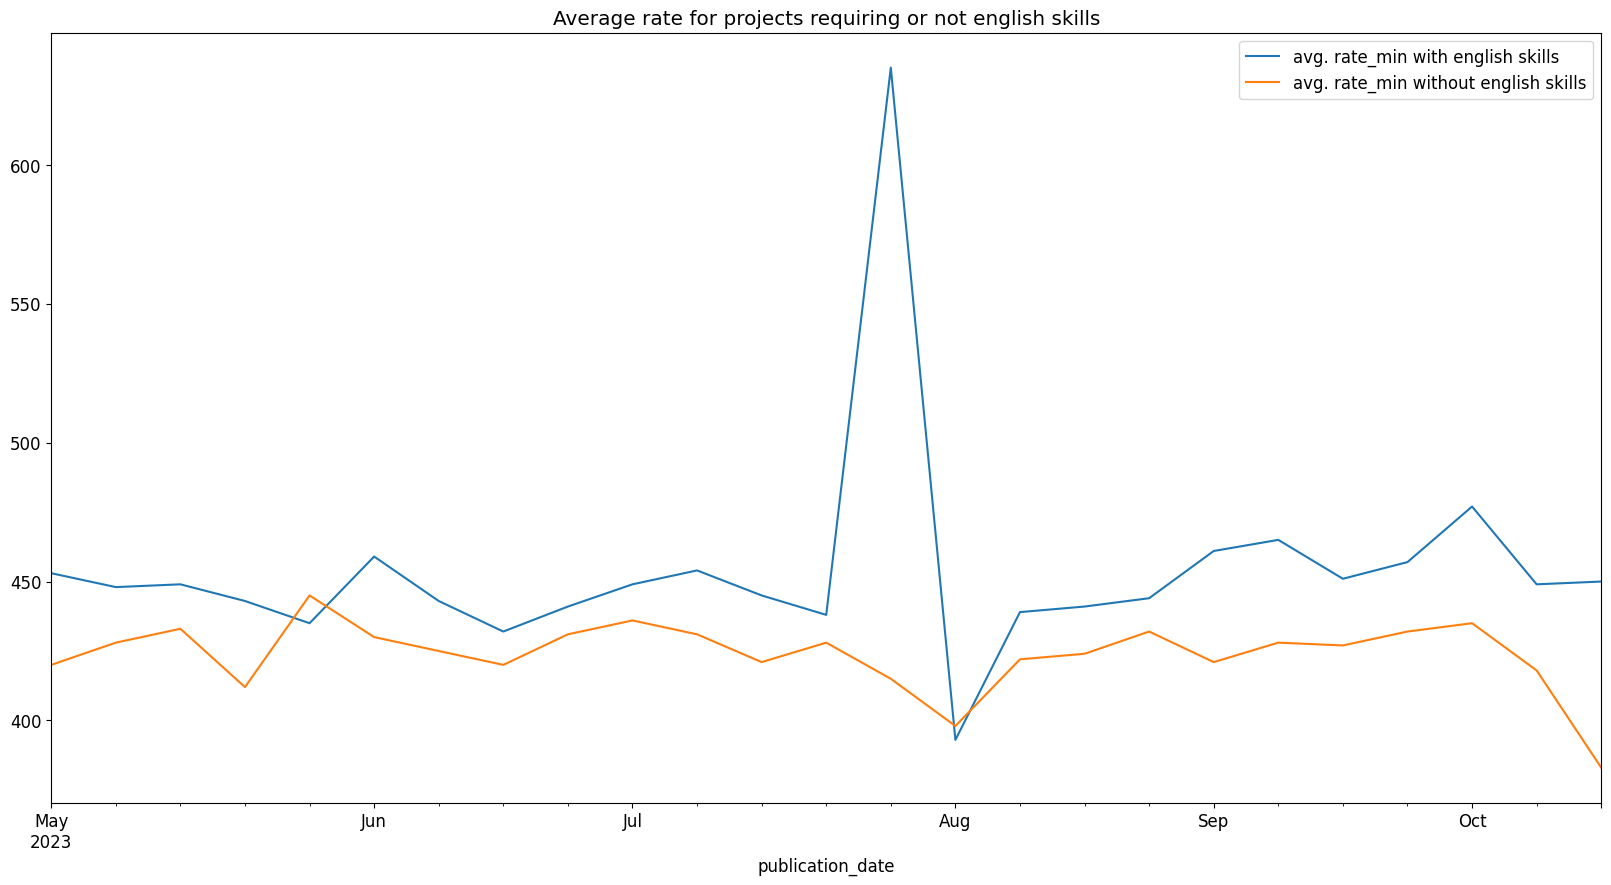 Average rate for projects requiring or not english skills
avg. rate_min with english skills
avg. rate_min without english skills
600
550
500
450
400
May Jun Jul Aug Sep Oct
2023
publication_date